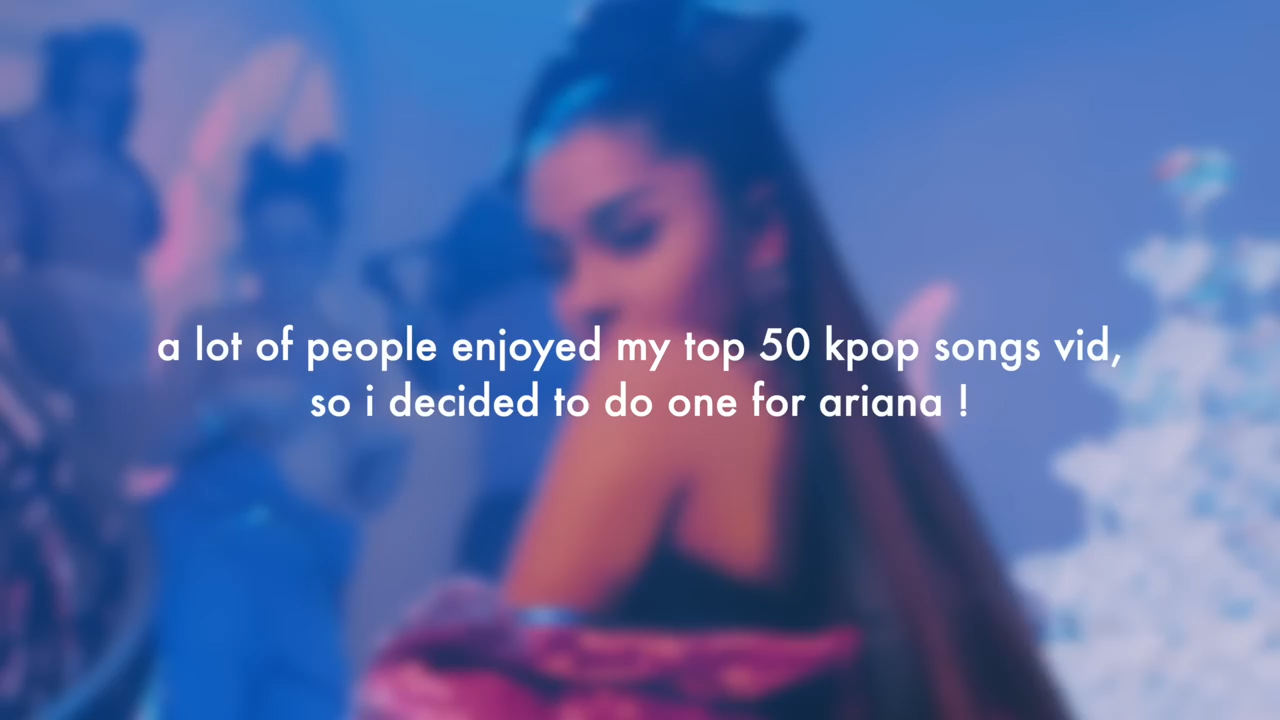 a lot of people enjoyed my top 50 kpop songs vid,
so i decided to do one for ariana !